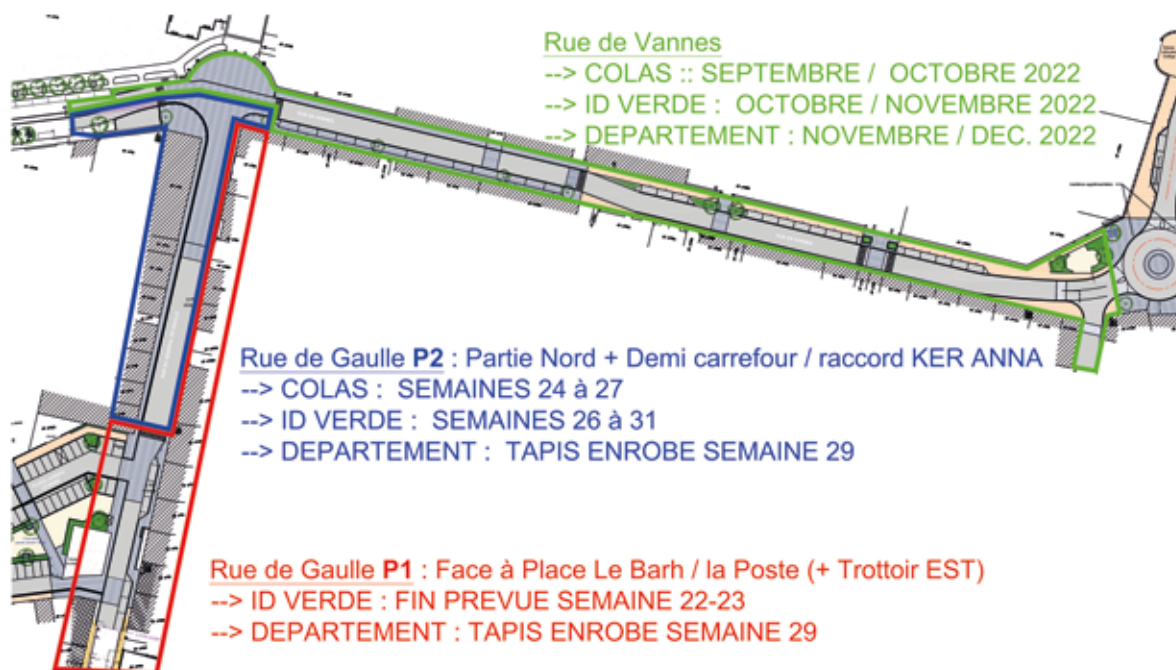 Rue de Vannes
--> COLAS :: SEPTEMBRE / OCTOBRE 2022
--> ID VERDE : OCTOBRE / NOVEMBRE 2022
--> DEPARTEMENT : NOVEMBRE / DEC. 2022
Rue de Gaulle P2 : Partie Nord + Demi carrefour / raccord KER ANNA
--> COLAS : SEMAINES 24 à 27
--> ID VERDE : SEMAINES 26 à 31
--> DEPARTEMENT : TAPIS ENROBE SEMAINE 29
Rue de Gaulle P1 : Face à Place Le Barh / la Poste (+ Trottoir EST)
--> ID VERDE : FIN PREVUE SEMAINE 22-23
--> DEPARTEMENT : TAPIS ENROBE SEMAINE 29